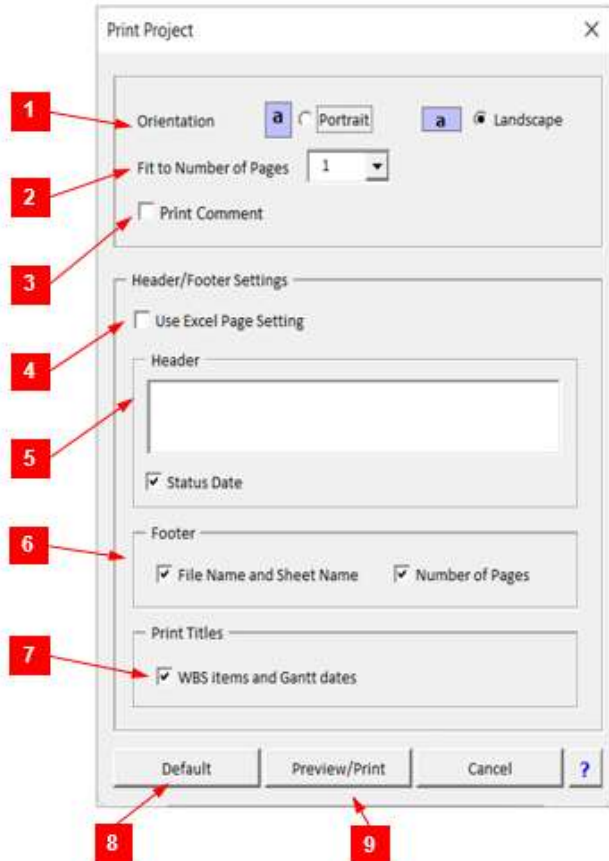 Print Project
1
Orientation a Portrait a Landscape
2
Fit to Number of Pages 1
3
Print Comment
Header/Footer Settings
4
Use Excel Page Setting
Header
5
Status Date
6
Footer
File Name and Sheet Name Number of Pages
Print Titles
7
WBS items and Gantt dates
Default Preview/Print Cancel ?
8 9